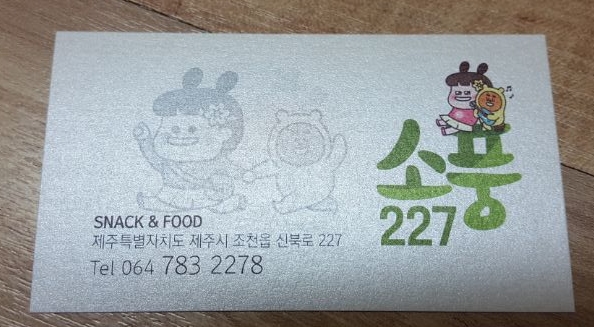 소풍
227
SNACK & FOOD
제주특별자치도 제주시 조천읍 신북로 227
Tel 064 783 2278